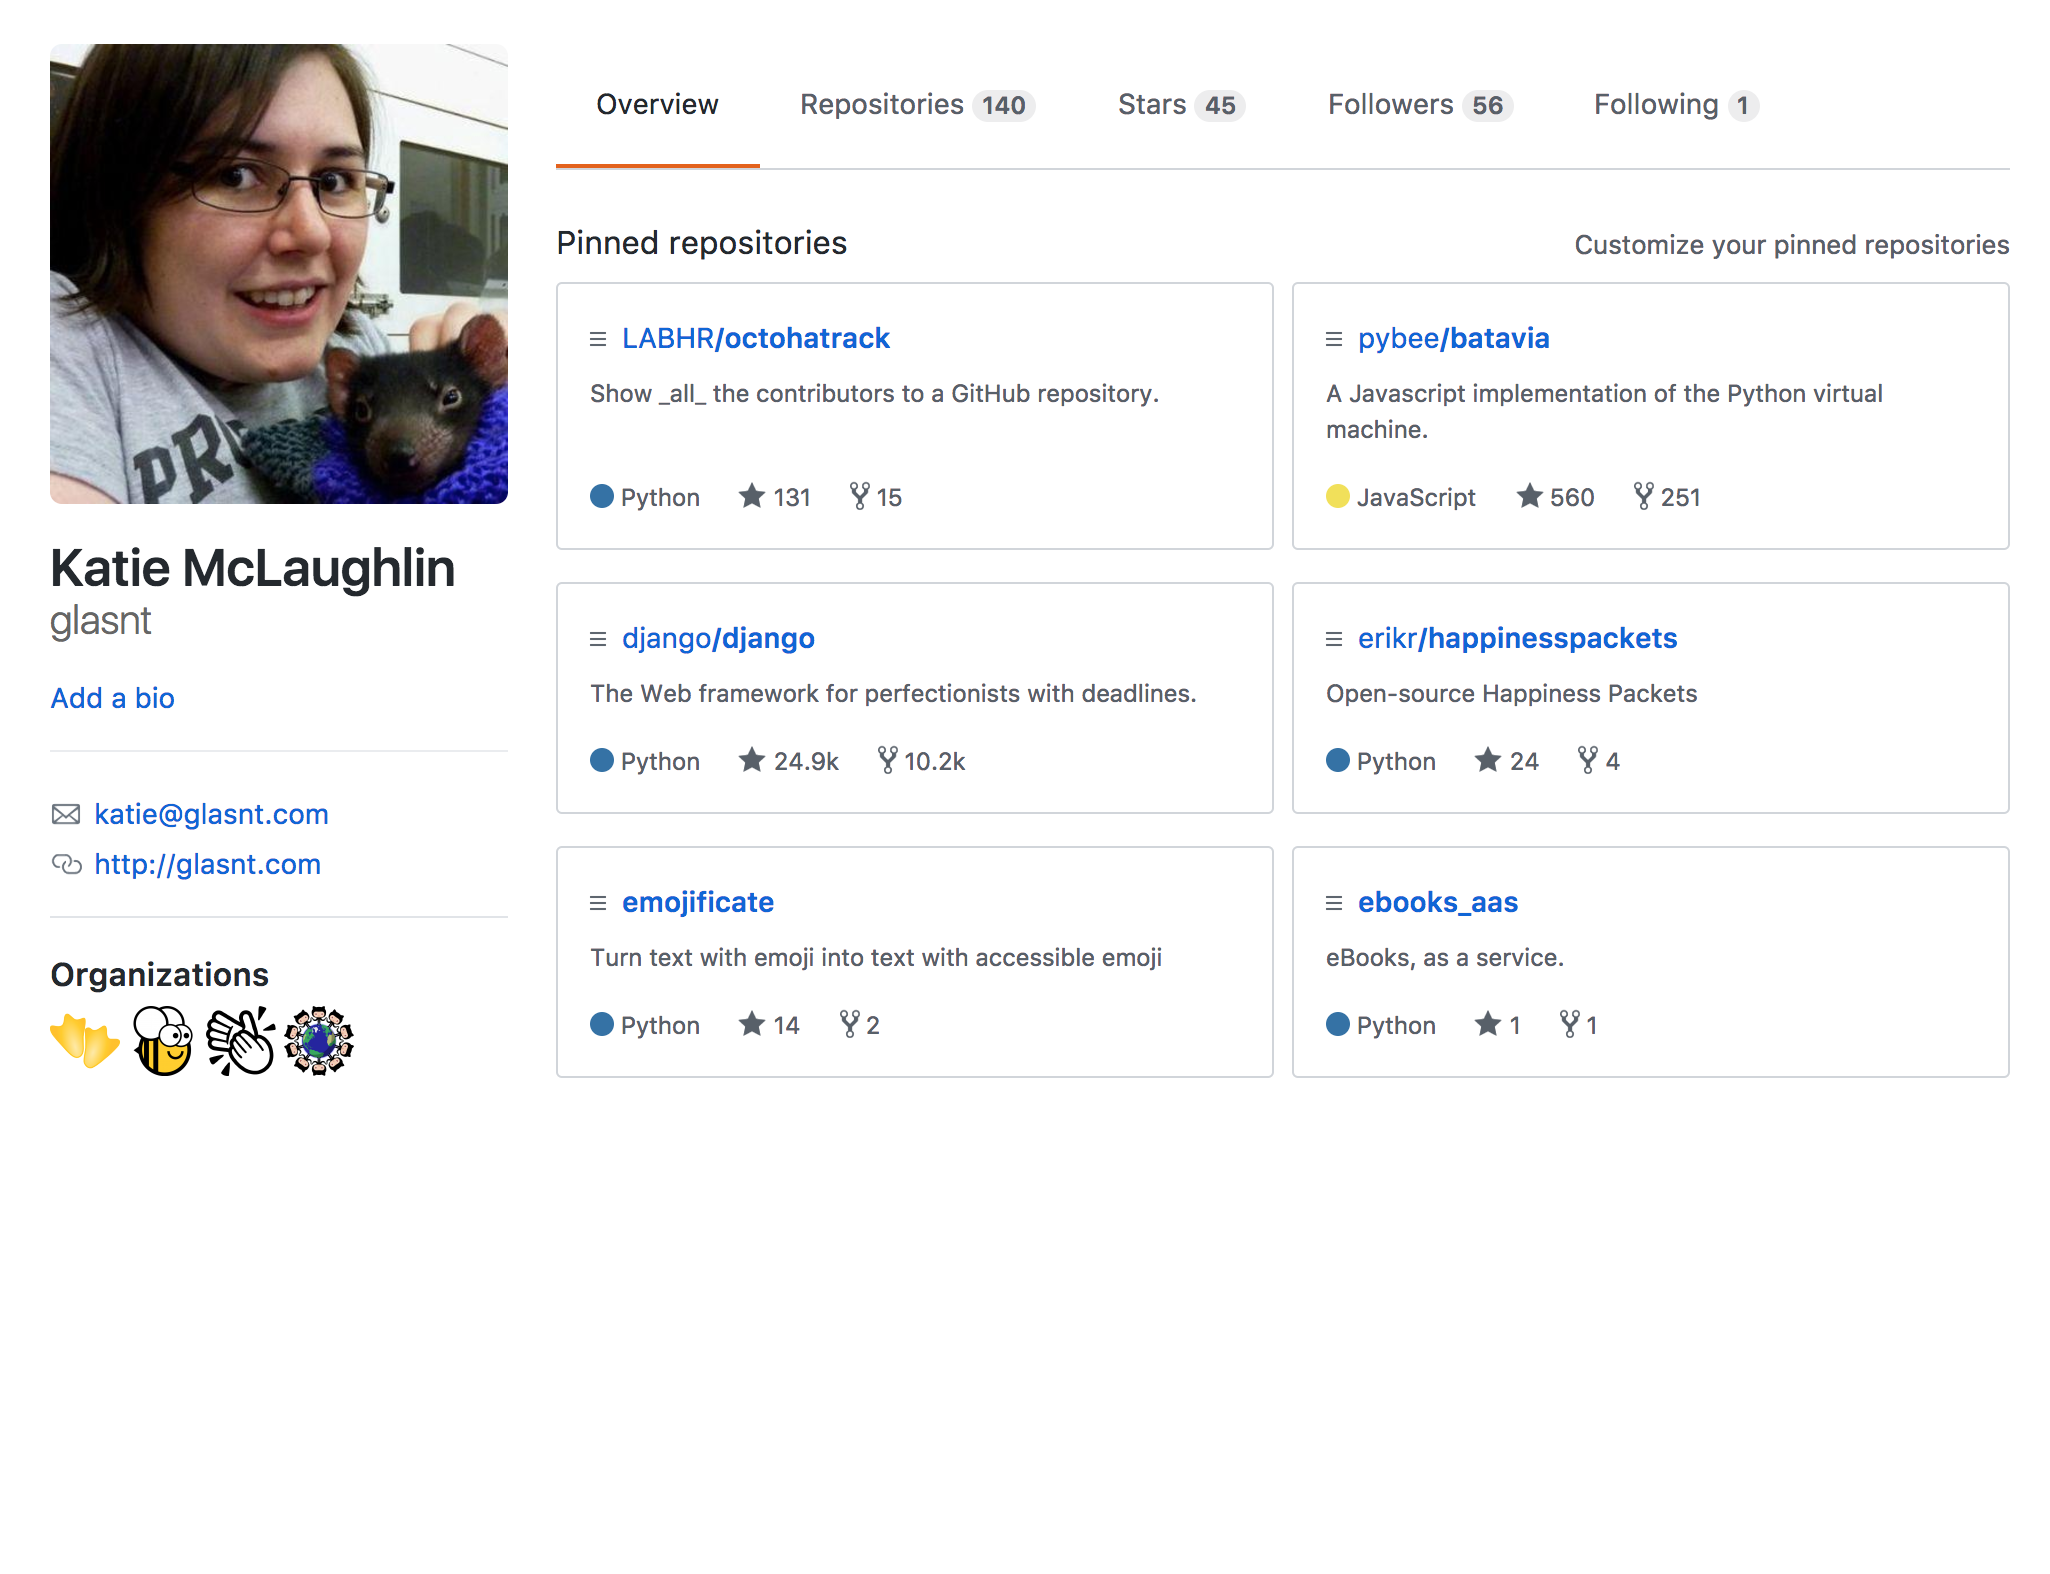 Overview
Repositories 140
Stars 45
Followers 56
Following 1
Pinned repositories
Customize your pinned repositories
LABHR/octohatrack
Show _all_ the contributors to a GitHub repository.
Python 131 15
pybee/batavia
A Javascript implementation of the Python virtual
machine.
JavaScript 560 251
django/django
The Web framework for perfectionists with deadlines.
Python 24.9k 10.2k
erikr/happinesspackets
Open-source Happiness Packets
Python 24 4
emojificate
Turn text with emoji into text with accessible emoji
Python 14 2
ebooks_aas
eBooks, as a service.
Python 1 1
Katie McLaughlin
glasnt
Add a bio
katie@glasnt.com
http://glasnt.com
Organizations